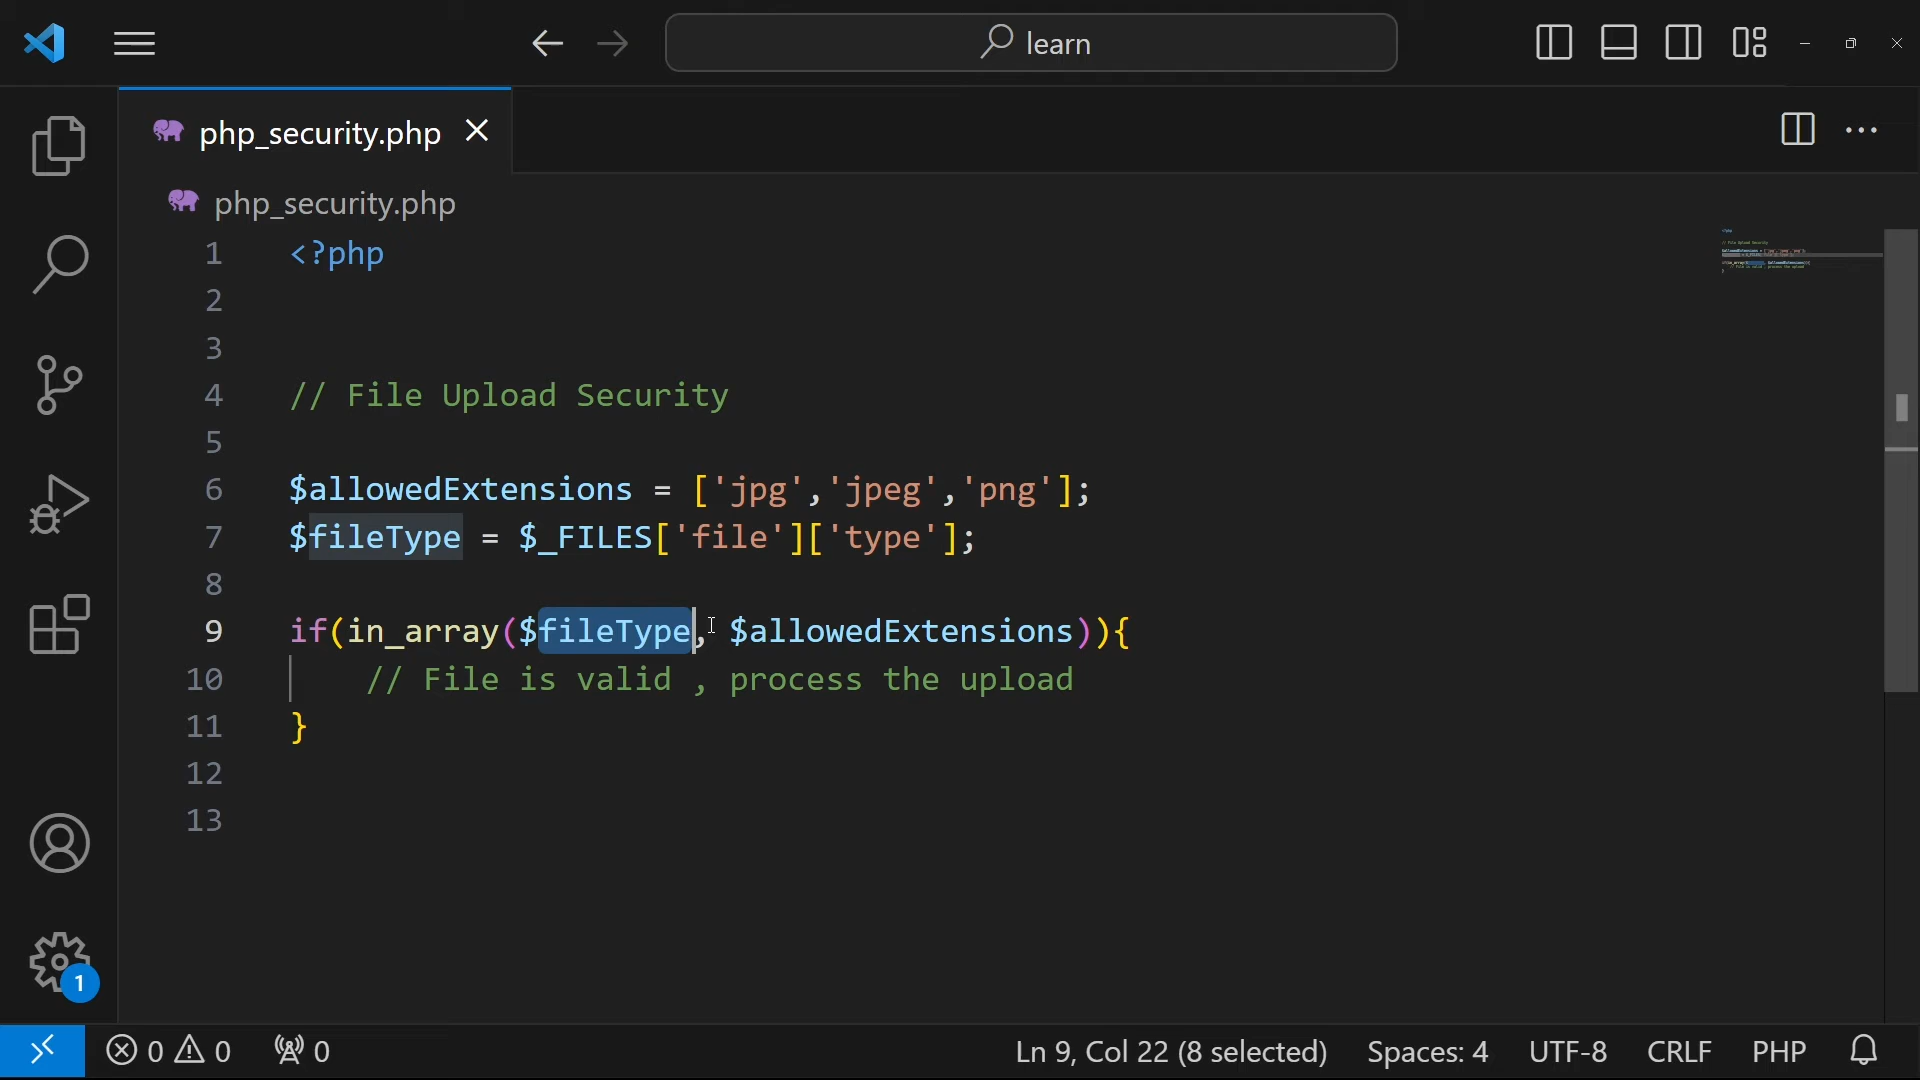 learn
php_security.php
php_security.php
1 <?php
2
3
4 // File Upload Security
5
6 $allowedExtensions = ['jpg','jpeg','png'];
7 $fileType = $_FILES['file']['type'];
8
9 if(in_array($fileType, $allowedExtensions)){
10 // File is valid , process the upload
11 }
12
13
1
0 0 0 Ln 9, Col 22 (8 selected) Spaces: 4 UTF-8 CRLF PHP